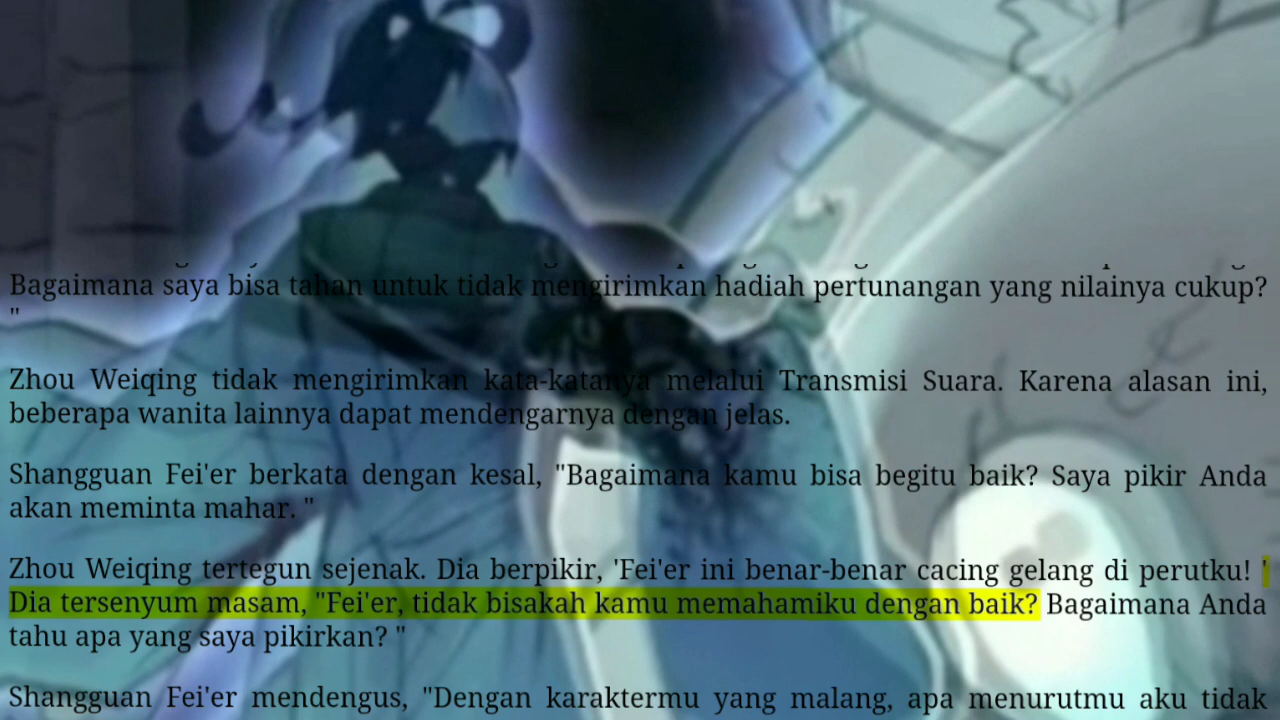 Bagaimana saya bisa tahan untuk tidak mengirimkan hadiah pertunangan yang nilainya cukup?
"
Zhou Weiqing tidak mengirimkan kata-katanya melalui Transmisi Suara. Karena alasan ini,
beberapa wanita lainnya dapat mendengarnya dengan jelas.
Shangguan Fei'er berkata dengan kesal, "Bagaimana kamu bisa begitu baik? Saya pikir Anda
akan meminta mahar. "
Zhou Weiqing tertegun sejenak. Dia berpikir, 'Fei'er ini benar-benar cacing gelang di perutku! '
Dia tersenyum masam, "Fei'er, tidak bisakah kamu memahamiku dengan baik? Bagaimana Anda
tahu apa yang saya pikirkan? "
Shangguan Fei'er mendengus, "Dengan karaktermu yang malang, apa menurutmu aku tidak